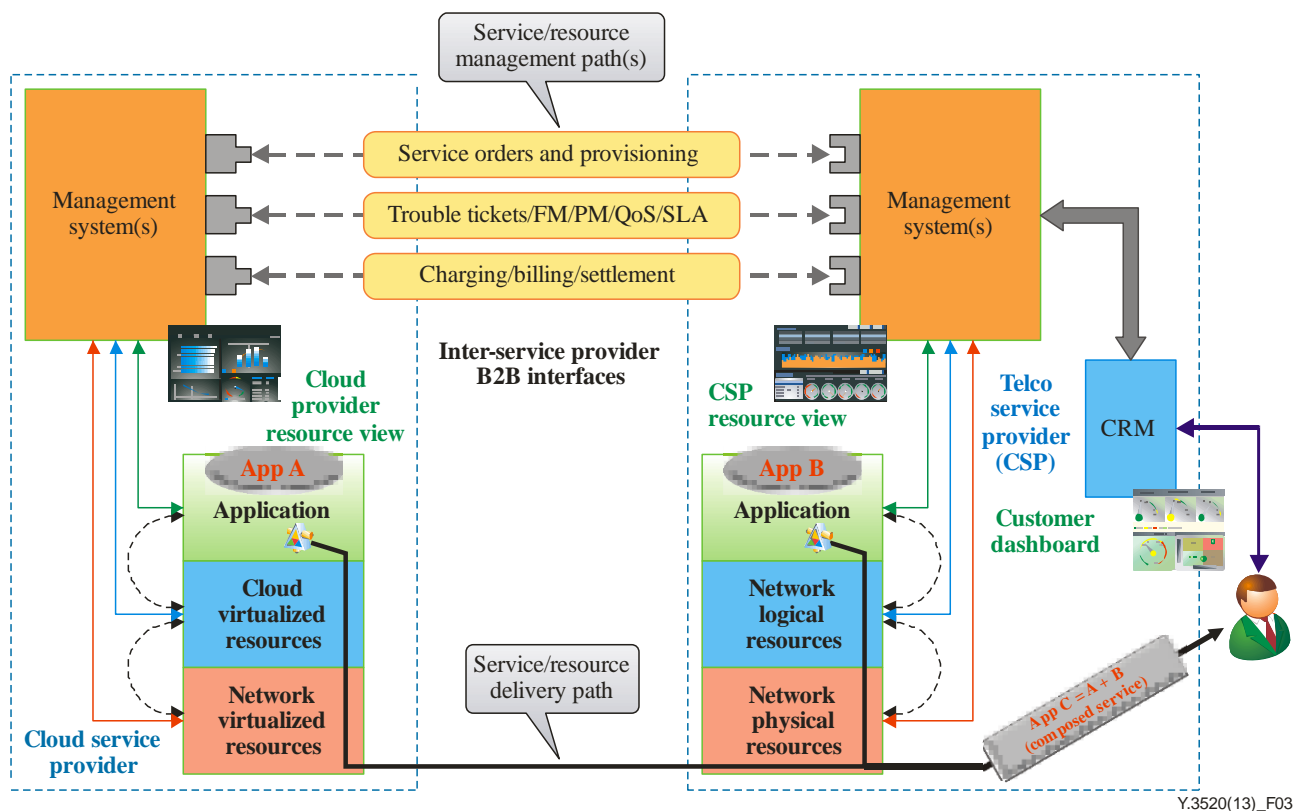 Service/resource
management path(s)
Management
system(s)
Service orders and provisioning
Trouble tickets/FM/PM/QoS/SLA
Charging/billing/settlement
Management
system(s)
Inter-service provider
B2B interfaces
Cloud
provider
resource view
CSP
resource view
Telco
service
provider
(CSP)
CRM
App A
Application
Cloud
virtualized
resources
Network
virtualized
resources
App B
Application
Network
logical
resources
Network
physical
resources
Customer
dashboard
Service/resource
delivery path
App C = A + B
(composed service)
Cloud service
provider
Y.3520(13)_F03